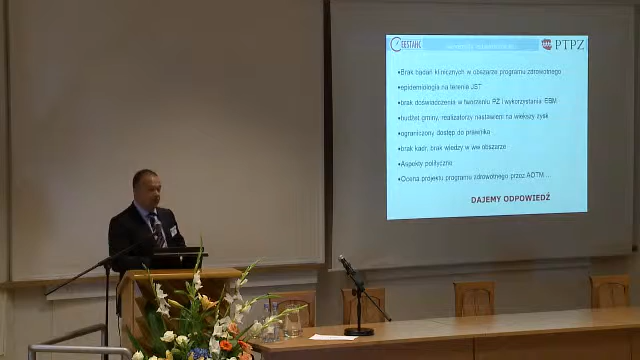 CESTAHC
PTPZ
•Brak badań klinicznych w obszarze programu zdrowotnego
•epidemiologia na terenie JST
•brak doświadczenia w tworzeniu PZ i wykorzystania EBM
•budżet gminy, realizatorzy nastawieni na większy zysk
•ograniczony dostęp do prawnika
•brak kadr, brak wiedzy w ww obszarze
•Aspekty polityczne
•Ocena projektu programu zdrowotnego przez AOTM...
DAJEMY ODPOWIEDŹ